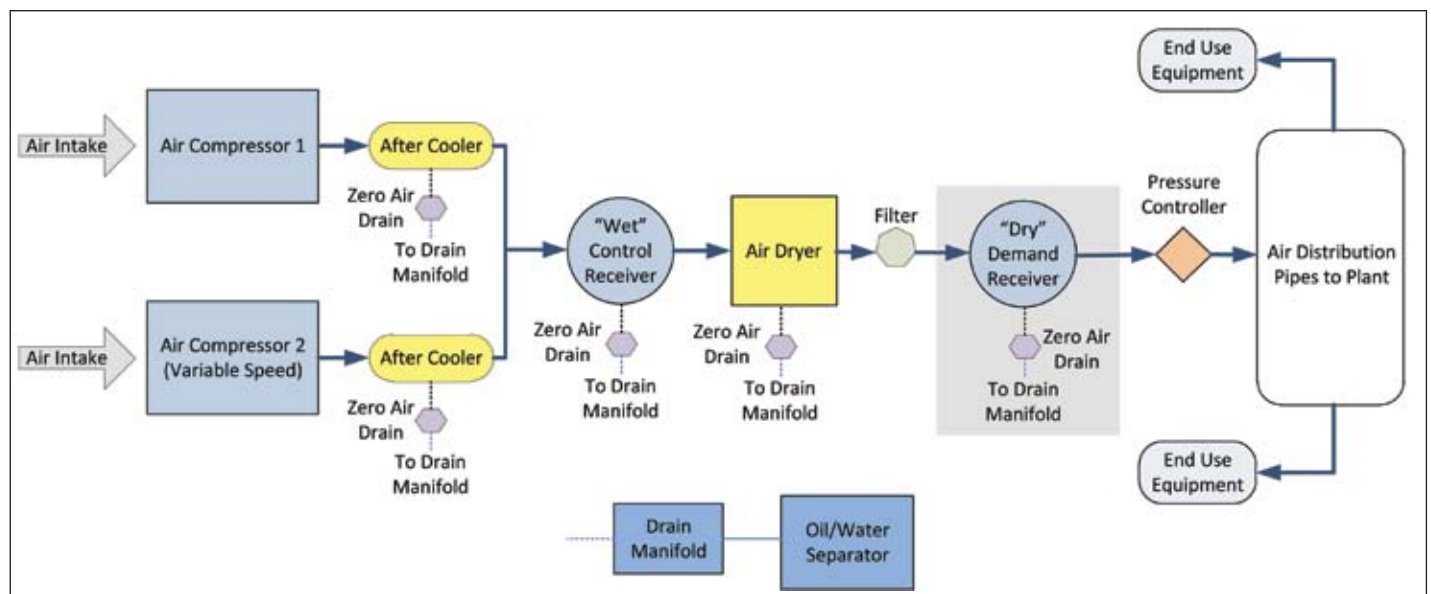 Air Intake
Air Compressor 1
After Cooler
Zero Air
Drain
To Drain
Manifold
Air Intake
Air Compressor 2
(Variable Speed)
After Cooler
Zero Air
Drain
To Drain
Manifold
“Wet”
Control
Receiver
Zero Air
Drain
To Drain
Manifold
Air Dryer
Zero Air
Drain
To Drain
Manifold
Filter
“Dry”
Demand
Receiver
Zero Air
Drain
To Drain
Manifold
Pressure
Controller
Air Distribution
Pipes to Plant
End Use
Equipment
End Use
Equipment
Drain
Manifold
Oil/Water
Separator